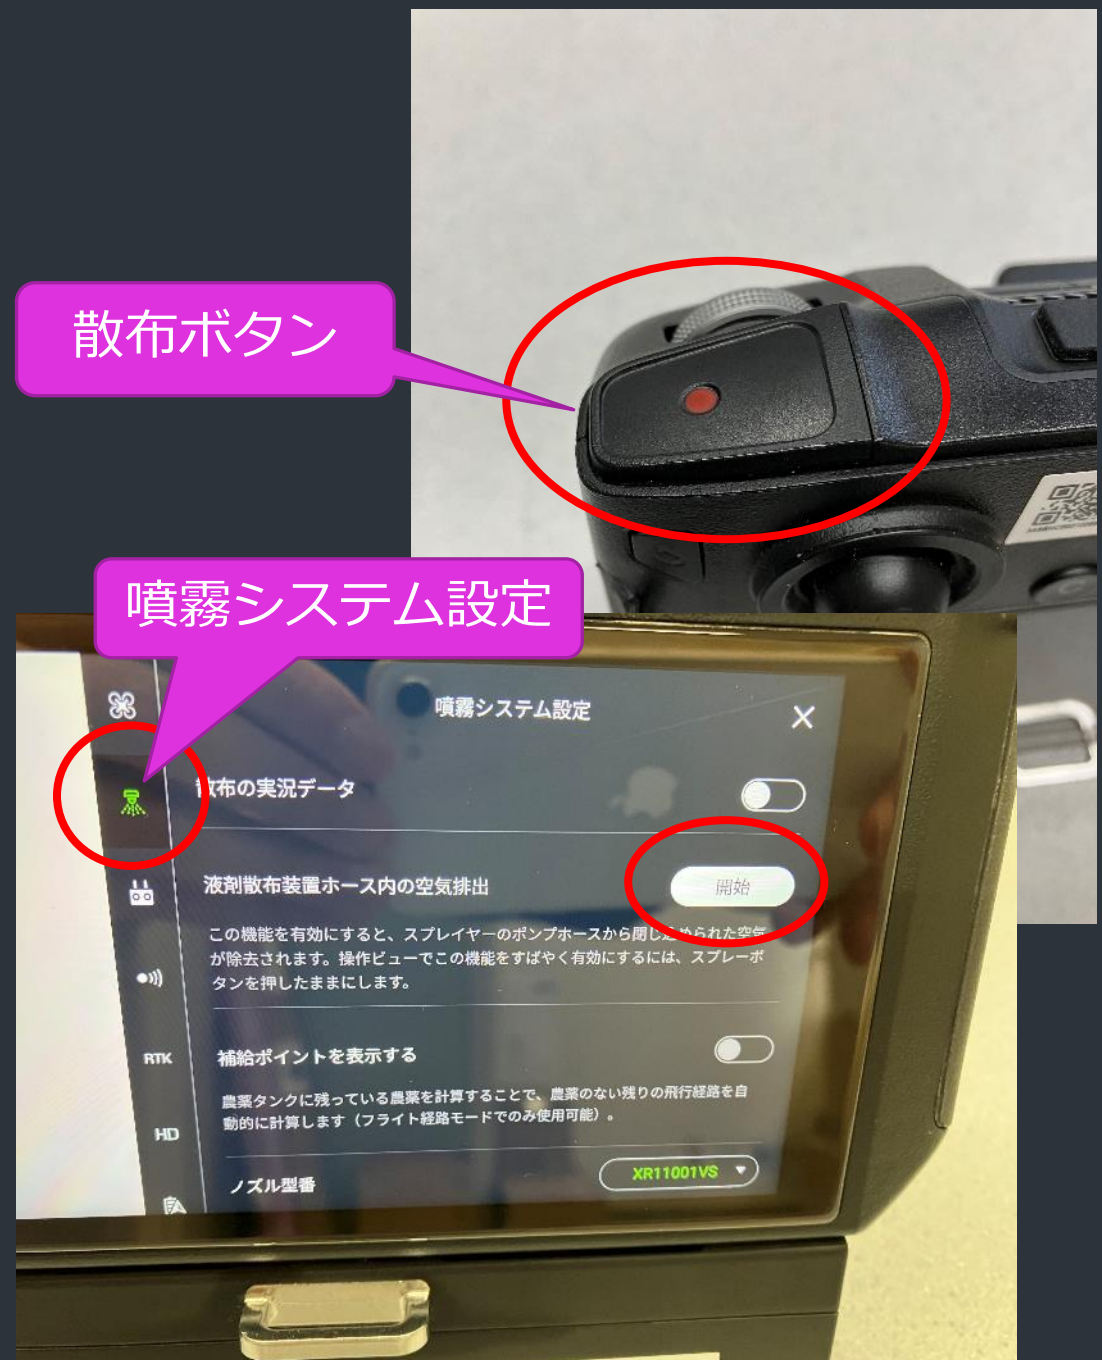 散布ボタン
噴霧システム設定
噴霧システム設定
散布の実況データ
液剤散布装置ホース内の空気排出
開始
この機能を有効にすると、スプレイヤーのポンプホースから閉じ込められた空気
が除去されます。操作ビューでこの機能をすばやく有効にするには、スプレーボ
タンを押したままにします。
RTK
補給ポイントを表示する
農薬タンクに残っている農薬を計算することで、農薬のない残りの飛行経路を自
動的に計算します（フライト経路モードでのみ使用可能）。
HD
ノズル型番
XR11001VS